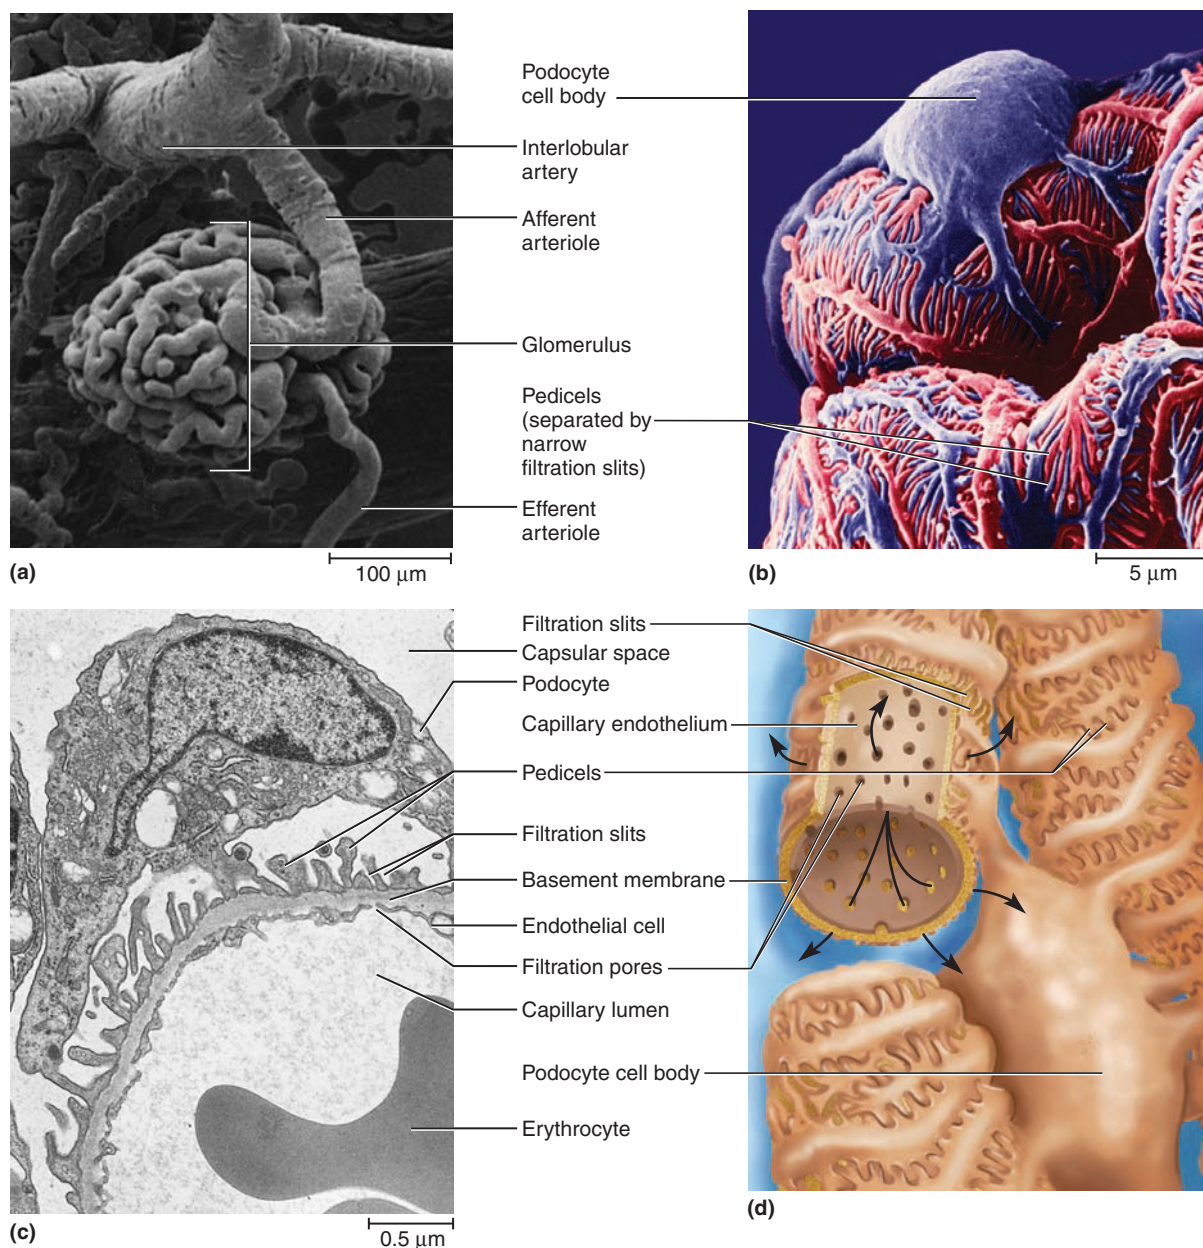 Podocyte
cell body
Interlobular
artery
Afferent
arteriole
Glomerulus
Pedicels
(separated by
narrow
filtration slits)
Efferent
arteriole
(a)
100 μm
(b)
5 μm
Filtration slits
Capsular space
Podocyte
Capillary endothelium
Pedicels
Filtration slits
Basement membrane
Endothelial cell
Filtration pores
Capillary lumen
Podocyte cell body
Erythrocyte
(c)
0.5 μm
(d)